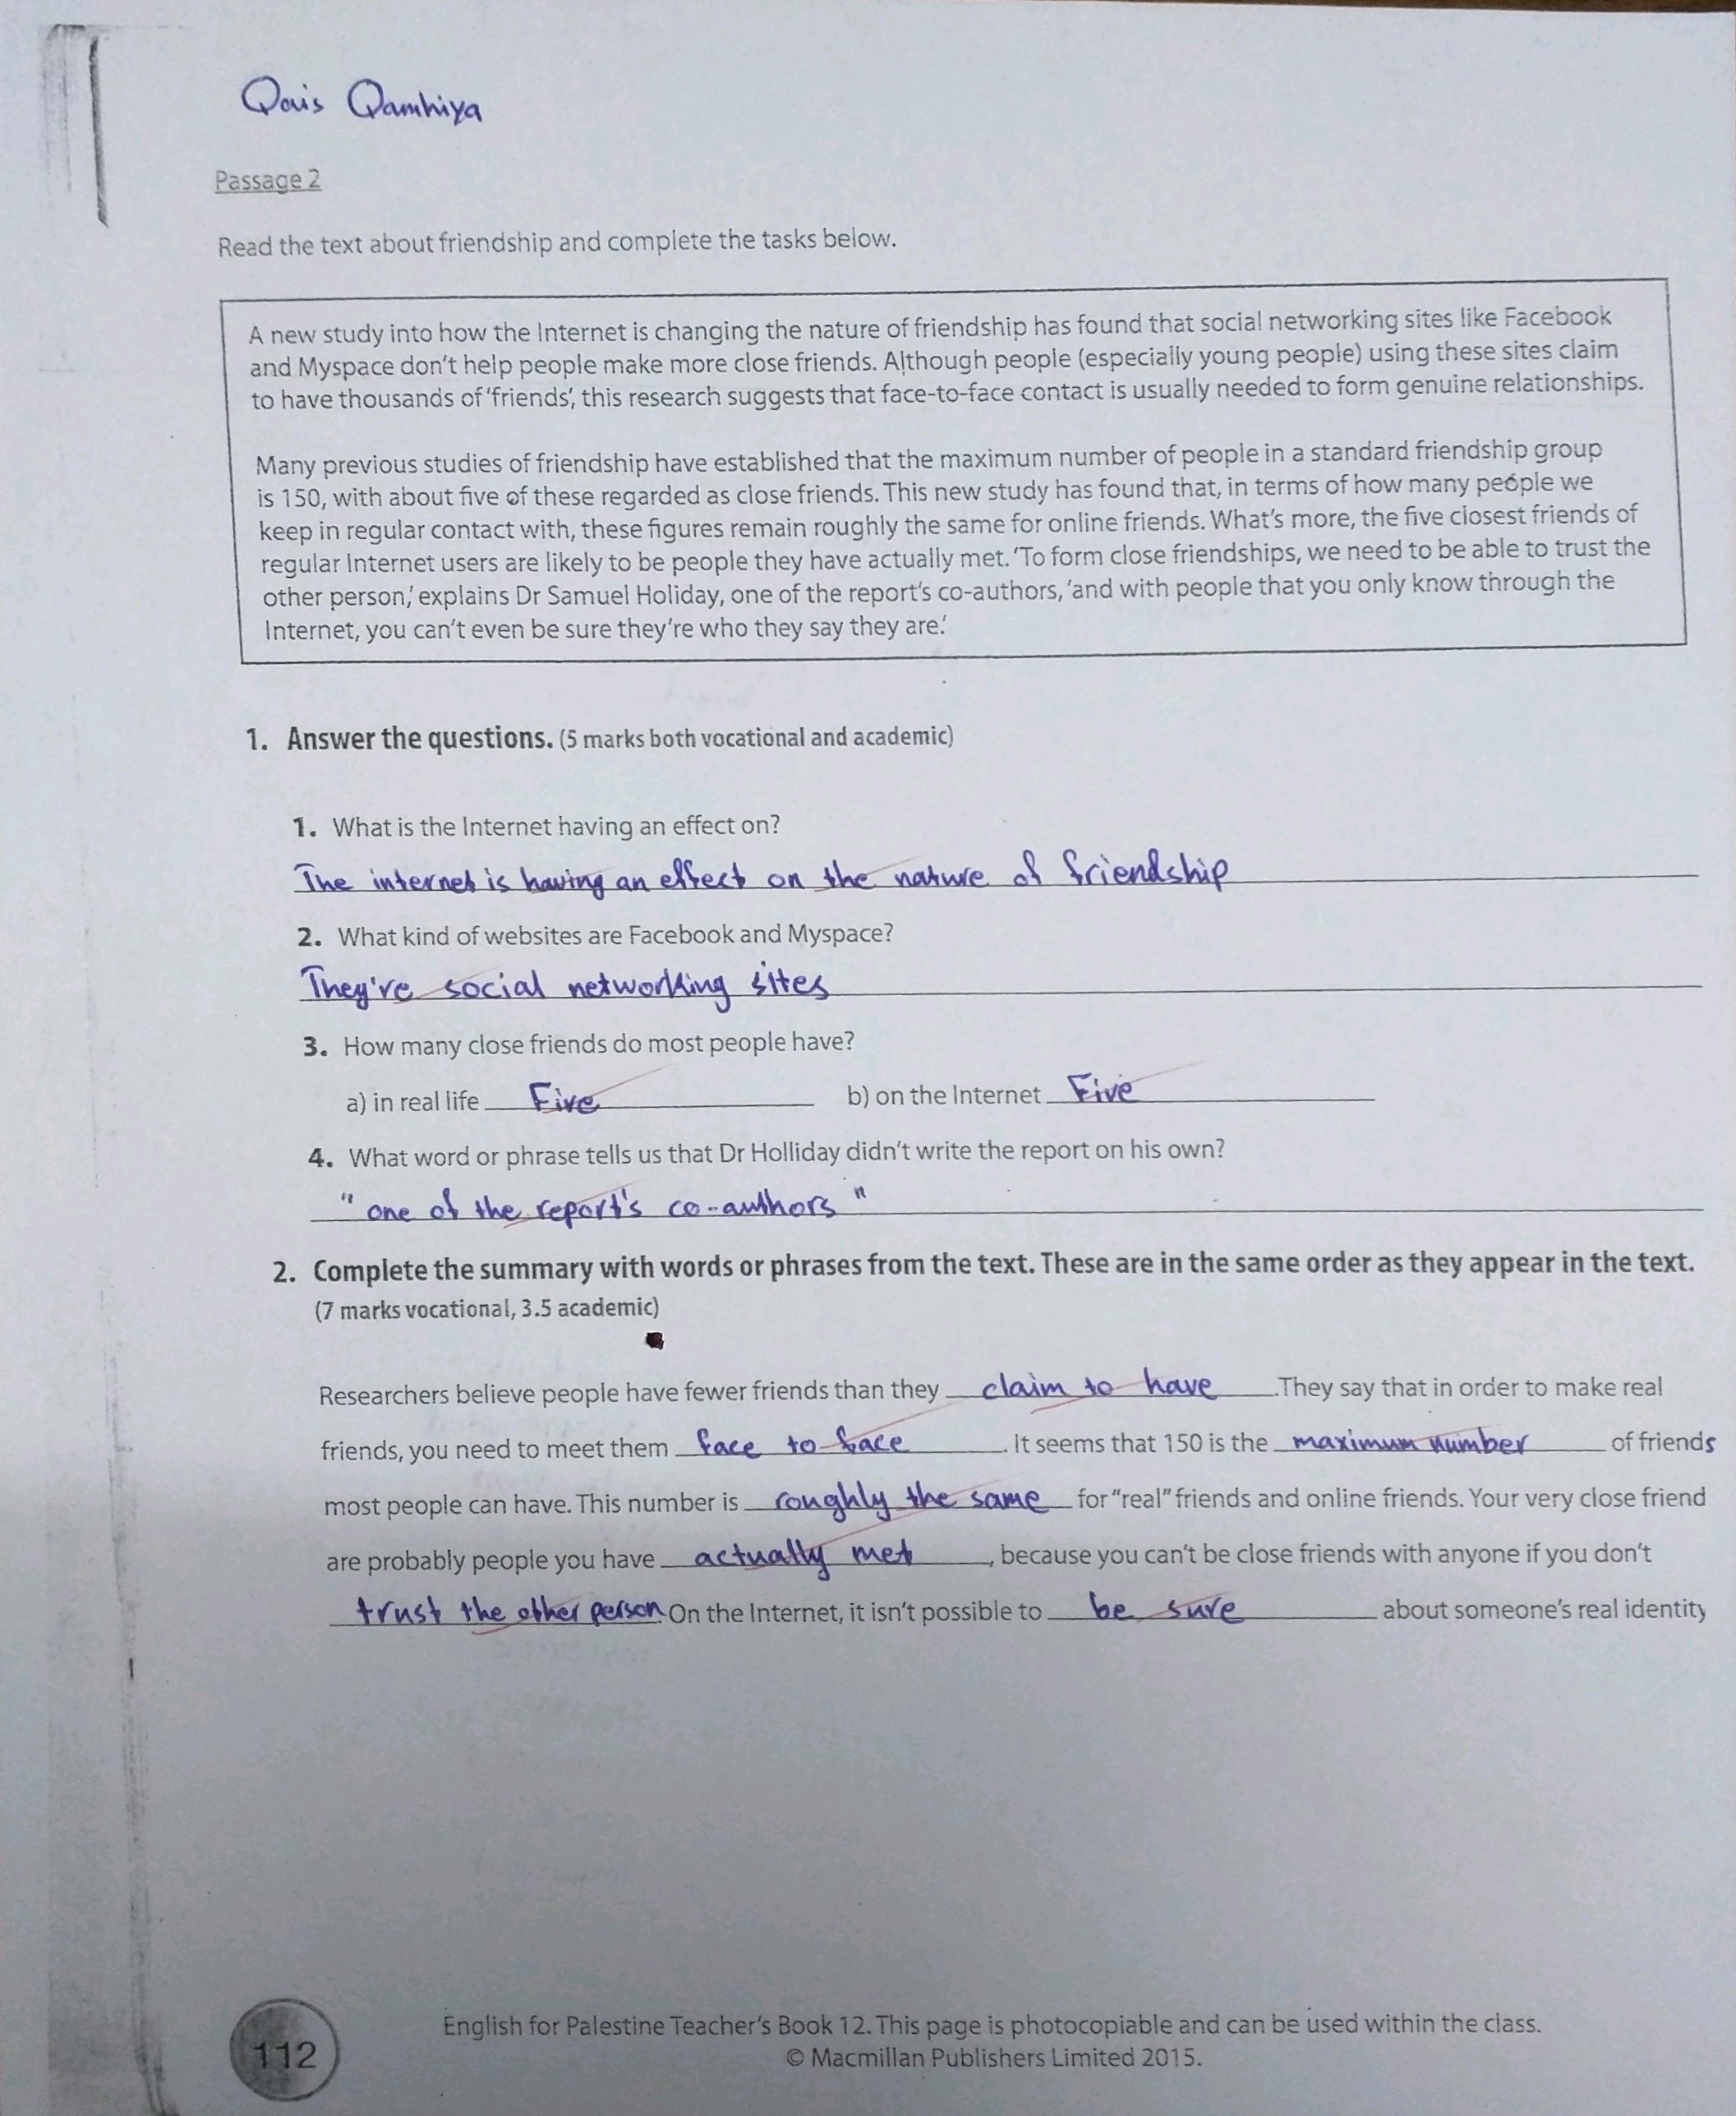 Qais Qamhiya
Passage 2
Read the text about friendship and complete the tasks below.
A new study into how the Internet is changing the nature of friendship has found that social networking sites like Facebook
and Myspace don't help people make more close friends. Although people (especially young people) using these sites claim
to have thousands of 'friends', this research suggests that face-to-face contact is usually needed to form genuine relationships.
Many previous studies of friendship have established that the maximum number of people in a standard friendship group
is 150, with about five of these regarded as close friends. This new study has found that, in terms of how many people we
keep in regular contact with, these figures remain roughly the same for online friends. What's more, the five closest friends of
regular Internet users are likely to be people they have actually met. 'To form close friendships, we need to be able to trust the
other person,' explains Dr Samuel Holiday, one of the report's co-authors, 'and with people that you only know through the
Internet, you can't even be sure they're who they say they are.'
1. Answer the questions. (5 marks both vocational and academic)
1. What is the Internet having an effect on?
The internet is having an effect on the nature of friendship
2. What kind of websites are Facebook and Myspace?
They're social networking sites
3. How many close friends do most people have?
a) in real life Five b) on the Internet Five
4. What word or phrase tells us that Dr Holliday didn't write the report on his own?
"one of the report's co-authors"
2. Complete the summary with words or phrases from the text. These are in the same order as they appear in the text.
(7 marks vocational, 3.5 academic)
Researchers believe people have fewer friends than they claim to have. They say that in order to make real
friends, you need to meet them face to face. It seems that 150 is the maximum number of friends
most people can have. This number is roughly the same for "real" friends and online friends. Your very close friend
are probably people you have actually met, because you can't be close friends with anyone if you don't
trust the other person. On the Internet, it isn't possible to be sure about someone's real identity
112
English for Palestine Teacher's Book 12. This page is photocopiable and can be used within the class.
© Macmillan Publishers Limited 2015.